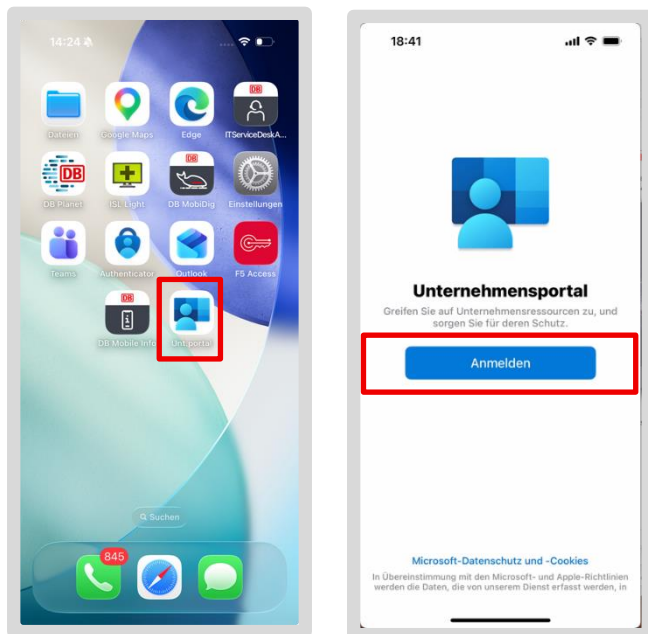 14:24
DB
Dateien
Google Maps
Edge
ITServiceDeskA...
DB
DB
DB Planet
ISL Light
DB MobiDig
Einstellungen
Teams
Authenticator
Outlook
F5 Access
DB
DB Mobile Info
Unt.portal
Suchen
845
18:41
Unternehmensportal
Greifen Sie auf Unternehmensressourcen zu, und
sorgen Sie für deren Schutz.
Anmelden
Microsoft-Datenschutz und -Cookies
In Übereinstimmung mit den Microsoft- und Apple-Richtlinien
werden die Daten, die von unserem Dienst erfasst werden, in